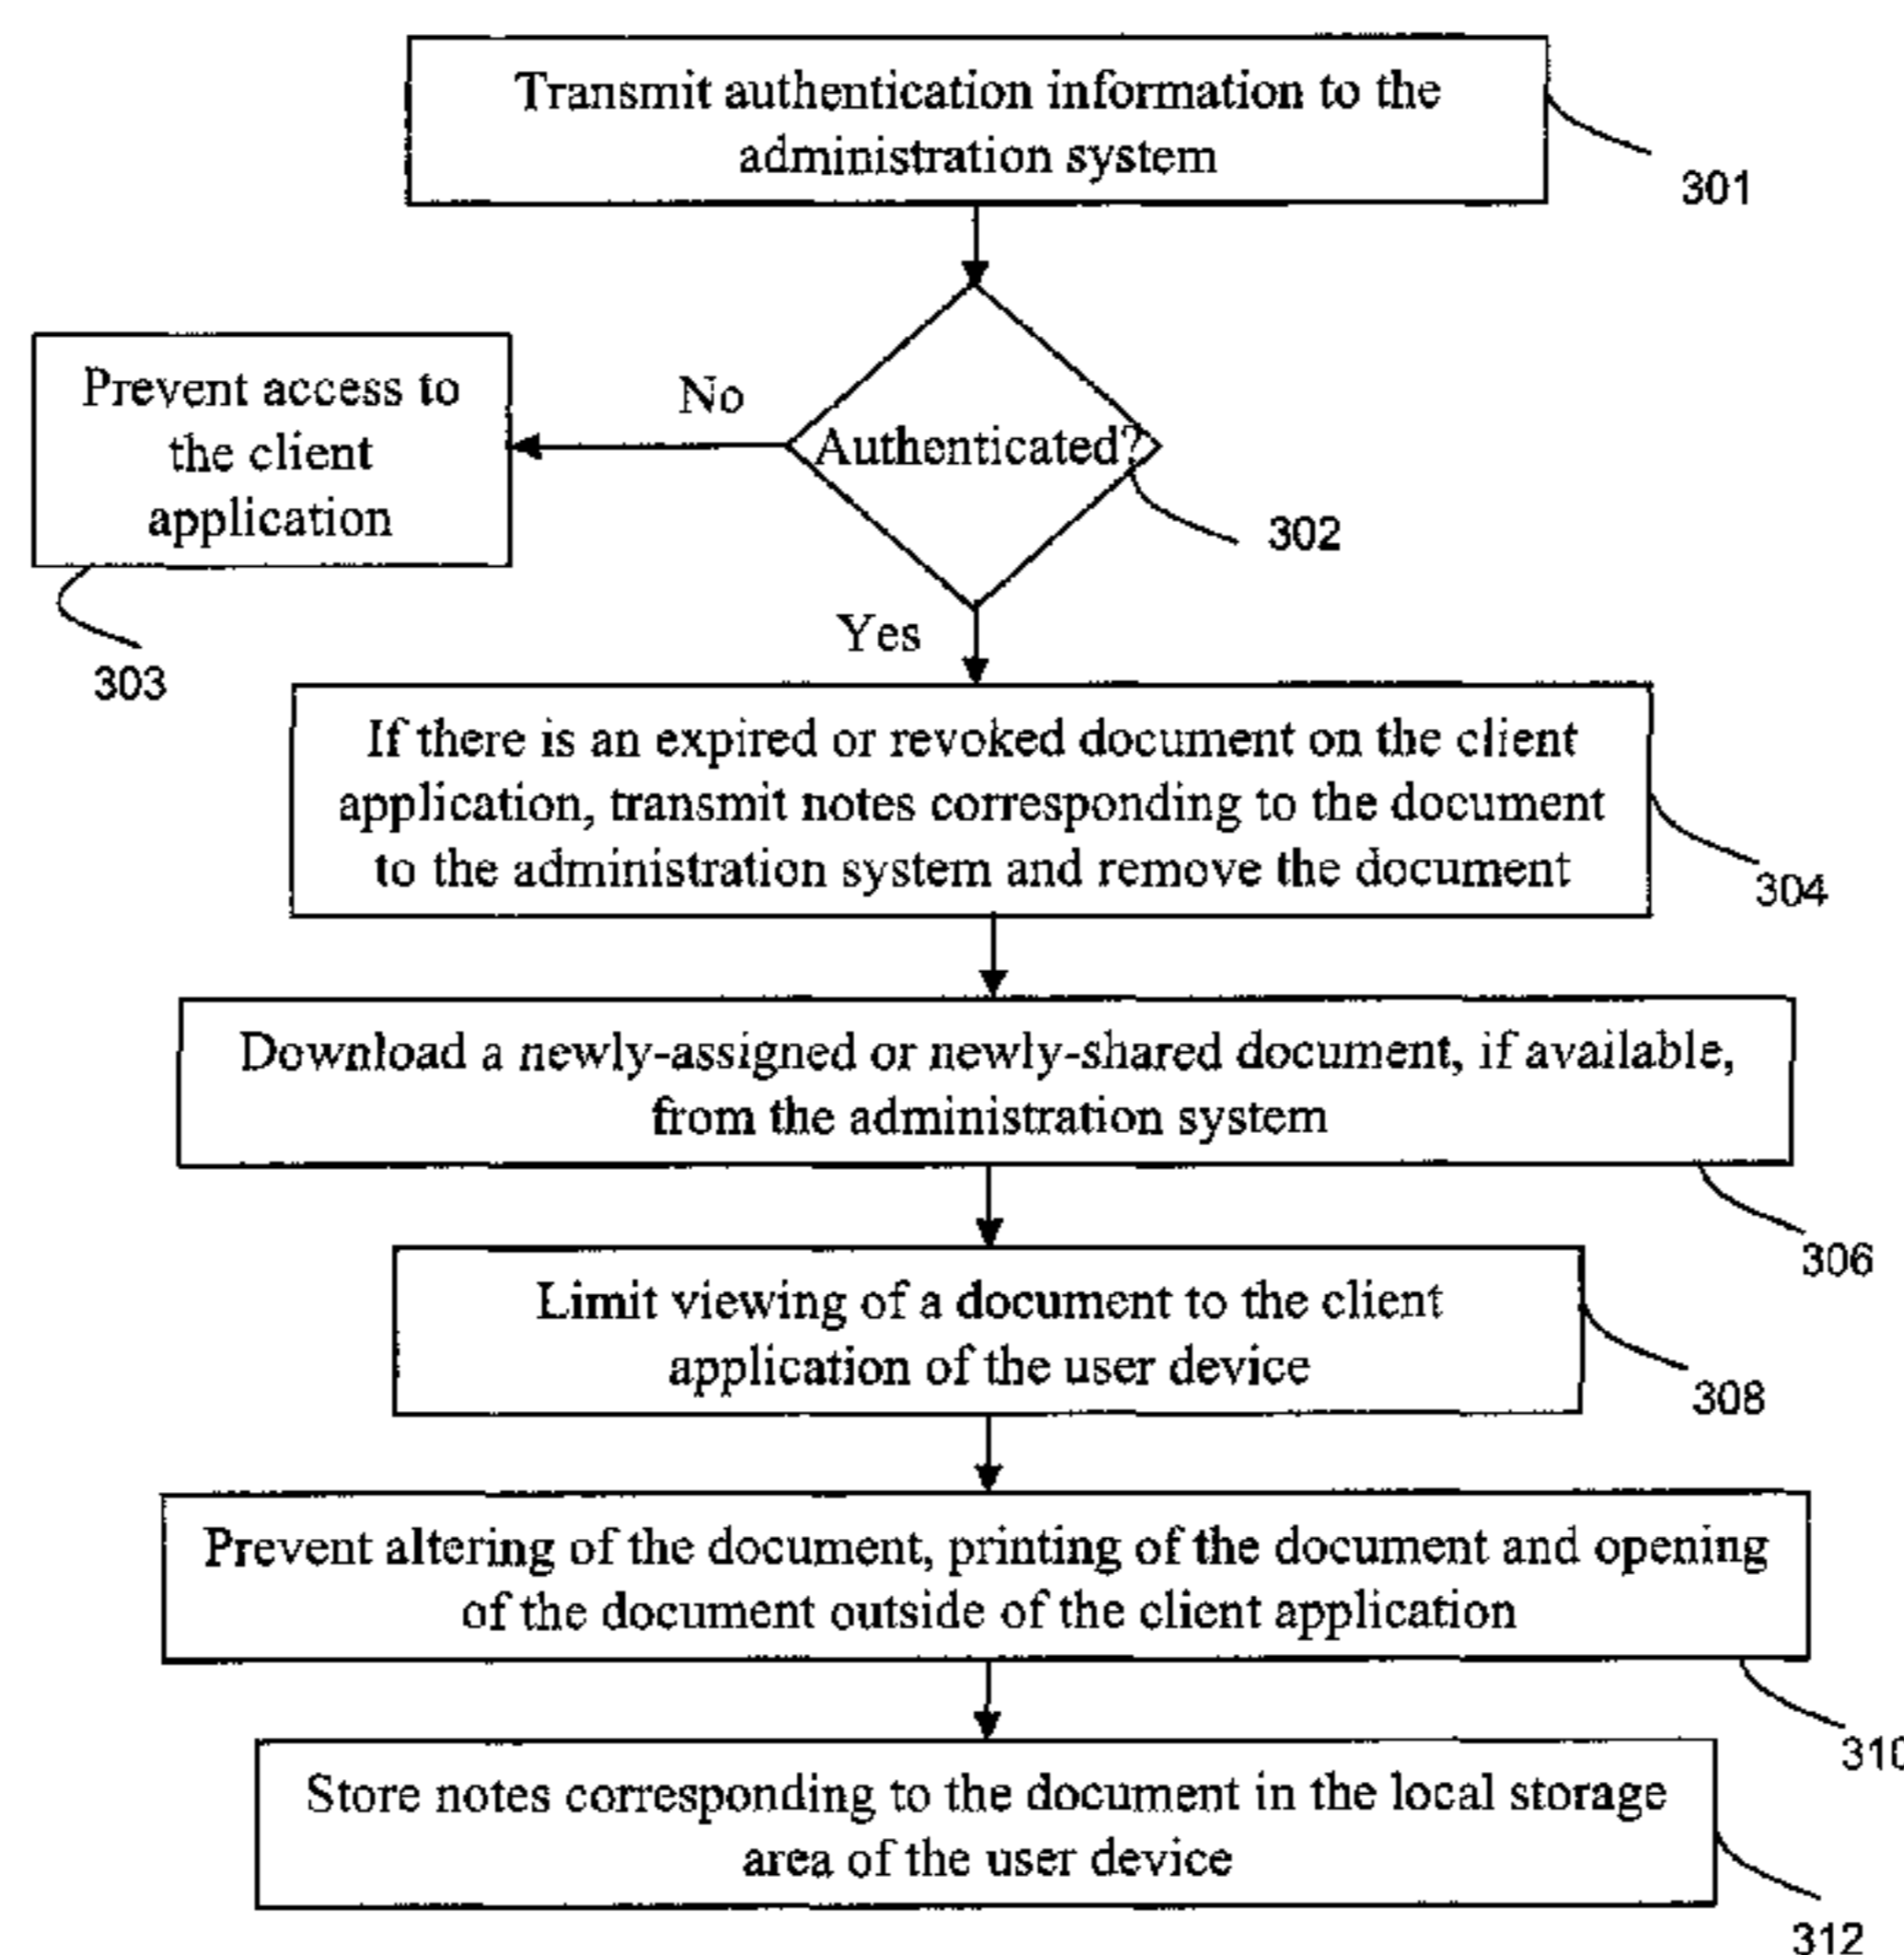 Transmit authentication information to the
administration system
301
Prevent access to
the client
application
303
No
Authenticated?
302
Yes
If there is an expired or revoked document on the client
application, transmit notes corresponding to the document
to the administration system and remove the document
304
Download a newly-assigned or newly-shared document, if available,
from the administration system
306
Limit viewing of a document to the client
application of the user device
308
Prevent altering of the document, printing of the document and opening
of the document outside of the client application
310
Store notes corresponding to the document in the local storage
area of the user device
312